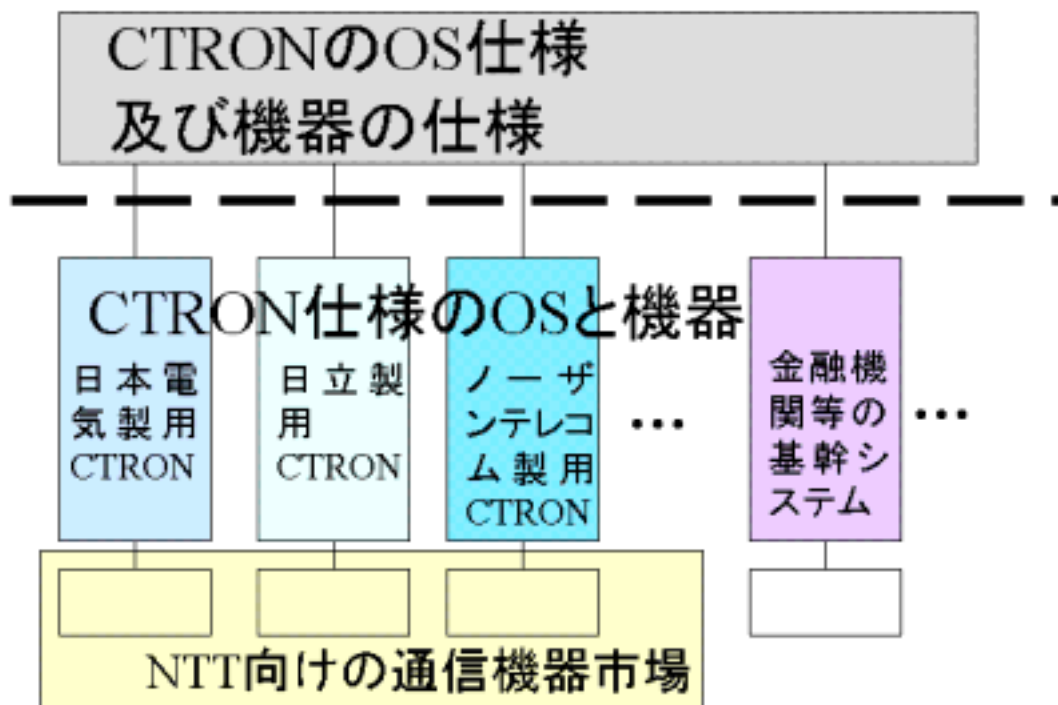 CTRONのOS仕様
及び機器の仕様
CTRON仕様のOSと機器
日本電
気製用
CTRON
日立製
用
CTRON
ノーザ
ンテレコ
ム製用
CTRON
…
金融機
関等の
基幹シ
ステム
…
NTT向けの通信機器市場